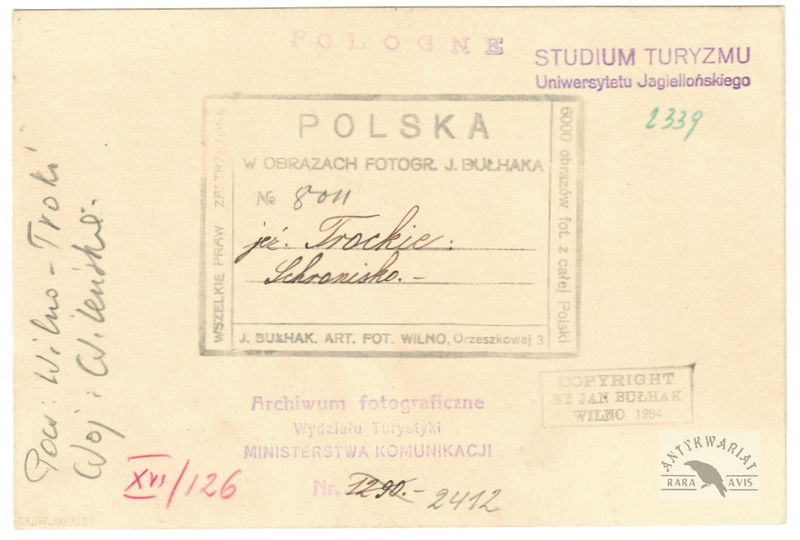 POLOGNE
STUDIUM TURYZMU
Uniwersytetu Jagiellońskiego
2339
POLSKA
W OBRAZACH FOTOGR. J. BUŁHAKA
№ 8011
jez. Trockie.
Schronisko.-
J. BUŁHAK. ART. FOT. WILNO, Orzeszkowej 3
WSZELKIE PRAW
6000 obrazów fot. z całej Polski
Pow: Wilno-Troki
Woj: Wileńskie.
COPYRIGHT
BY JAN BUŁHAK
WILNO 1934
Archiwum fotograficzne
Wydziału Turystyki
MINISTERSTWA KOMUNIKACJI
Nr. 1290.- 2412
XVI/126
ANTYKWARIAT
RARA AVIS